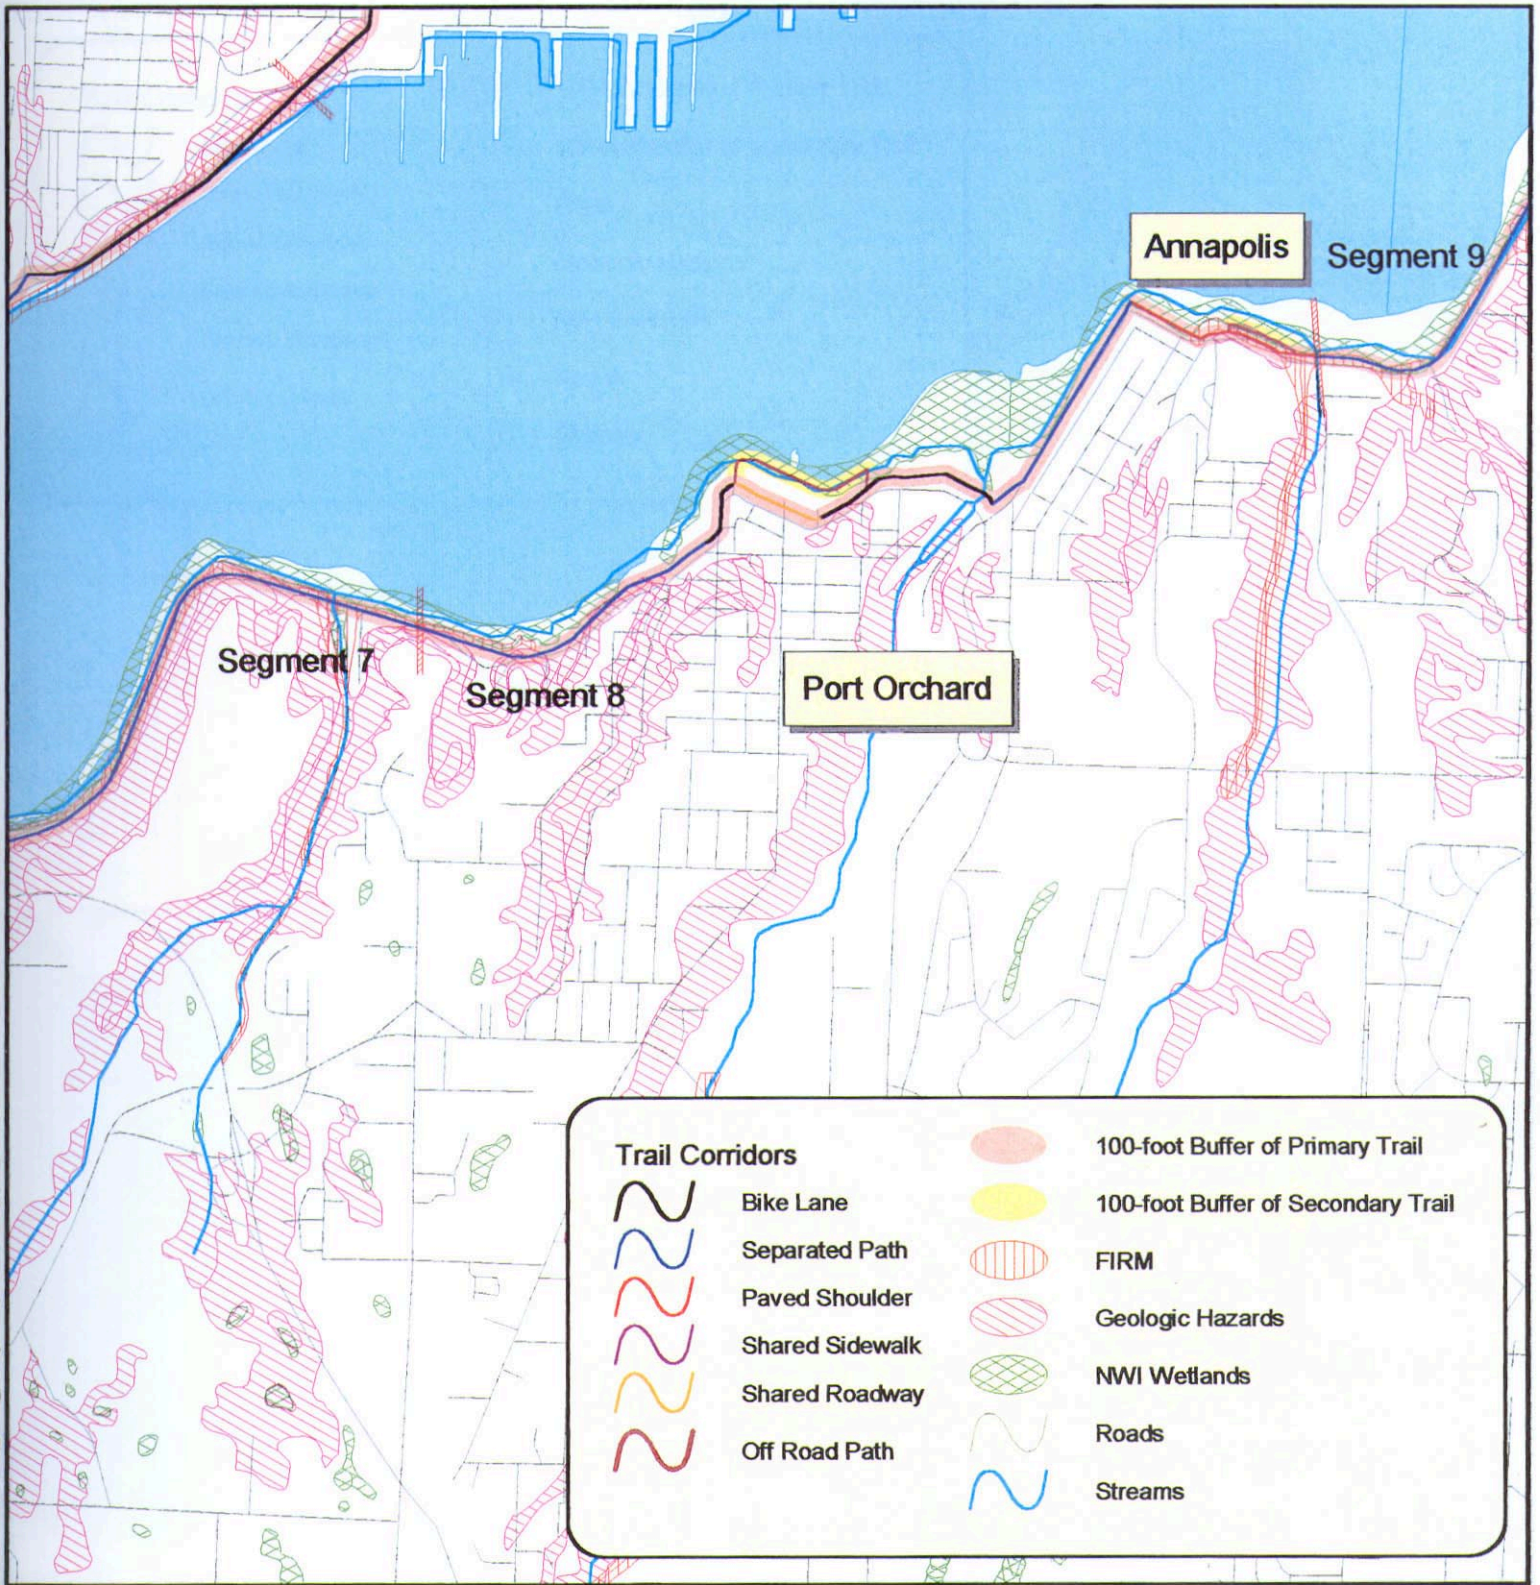 Annapolis
Segment 9
Segment 7
Segment 8
Port Orchard
Trail Corridors
Bike Lane
Separated Path
Paved Shoulder
Shared Sidewalk
Shared Roadway
Off Road Path
100-foot Buffer of Primary Trail
100-foot Buffer of Secondary Trail
FIRM
Geologic Hazards
NWI Wetlands
Roads
Streams